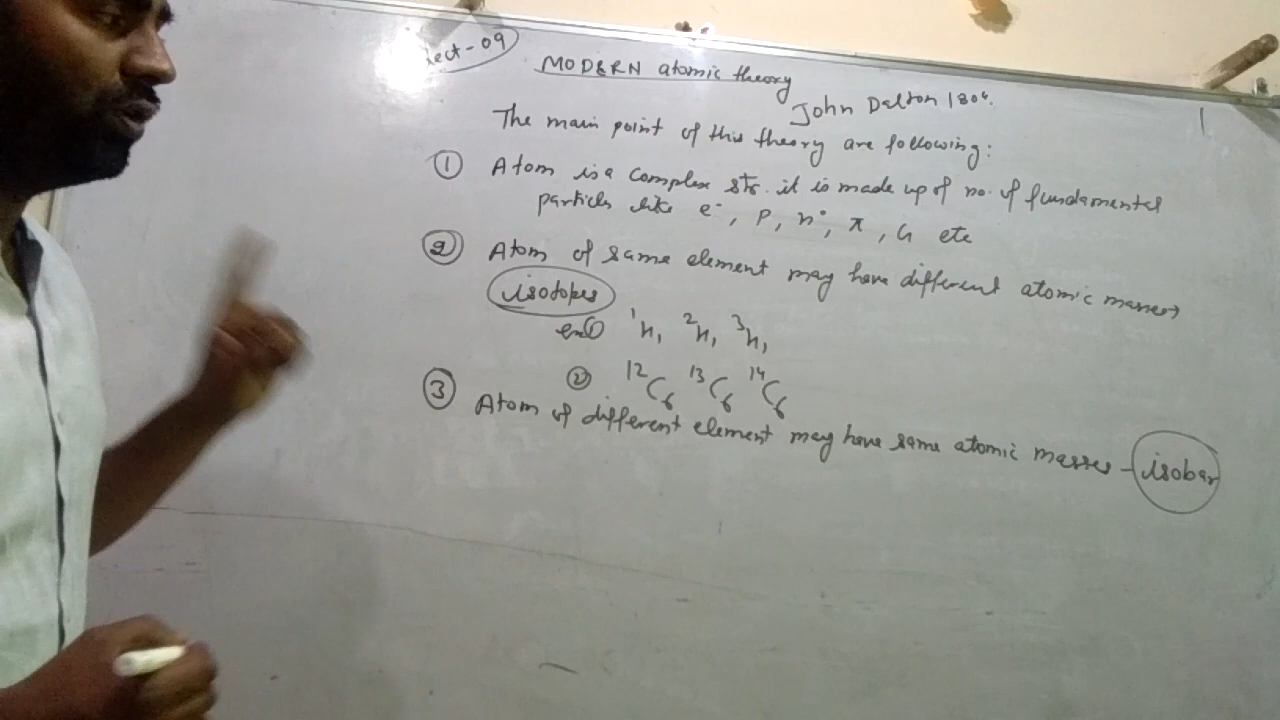 Lect-09
MODERN atomic theory
John Dalton 180
The main point of this theory are following:
① Atom is a complex str. it is made up of no. of fundamental
particles like e⁻, P, n°, π, etc
② Atom of same element may have different atomic masses
isotopes
ex① ¹H₁ ²H₁ ³H₁
② ¹²C₆ ¹³C₆ ¹⁴C₆
③ Atom of different element may have same atomic masses - isobar